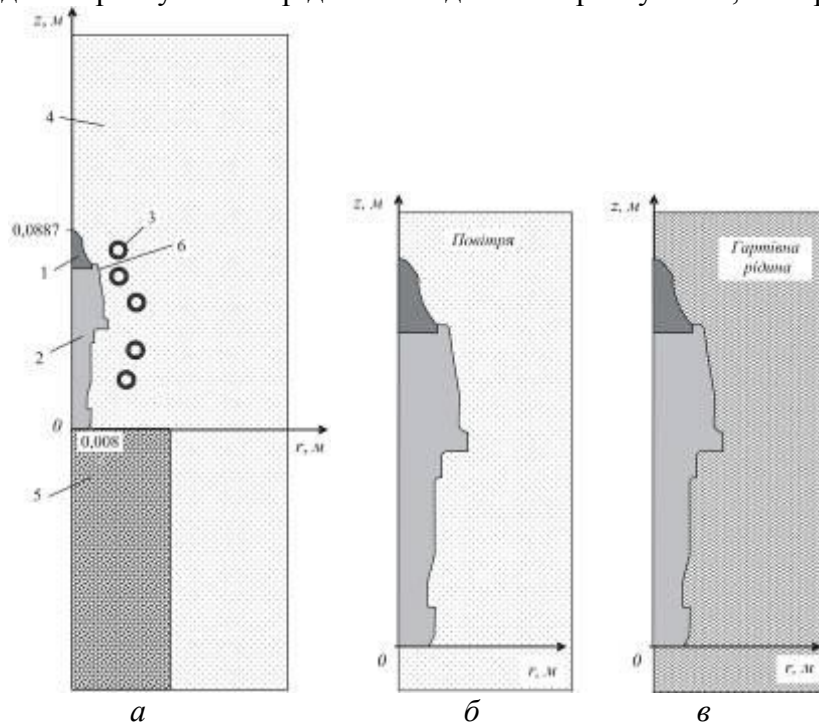 z, м
4
0,0887
3
6
1
2
0
0,008
r, м
5
а
z, м
Повітря
0
r, м
б
z, м
Гартівна
рідина
0
r, м
в